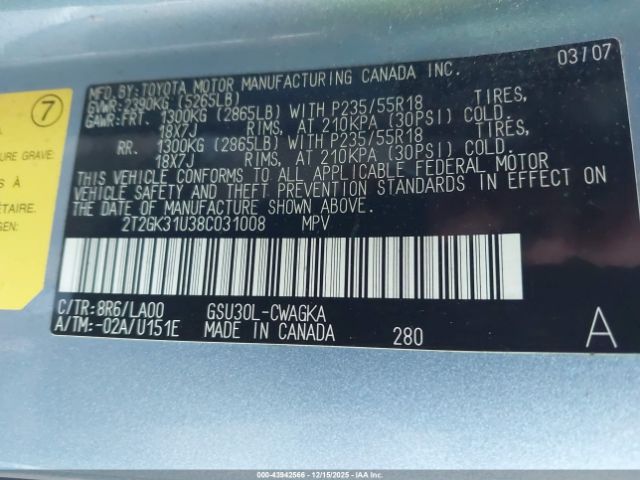 MFD. BY: TOYOTA MOTOR MANUFACTURING CANADA INC. 03/07
GVWR: 2390KG (5265LB)
GAWR: FRT. 1300KG (2865LB) WITH P235/55R18 TIRES,
18X7J RIMS, AT 210KPA (30PSI) COLD.
RR. 1300KG (2865LB) WITH P235/55R18 TIRES,
18X7J RIMS, AT 210KPA (30PSI) COLD.
THIS VEHICLE CONFORMS TO ALL APPLICABLE FEDERAL MOTOR
VEHICLE SAFETY AND THEFT PREVENTION STANDARDS IN EFFECT ON
THE DATE OF MANUFACTURE SHOWN ABOVE.
2T2GK31U38C031008 MPV
C/TR: 8R6/LA00 GSU30L-CWAGKA
A/TM: -02A/U151E MADE IN CANADA 280 A
7
URE GRAVE
S À
ÉTAIRE.
GEN:
000-43942566 - 12/15/2025 - IAA Inc.